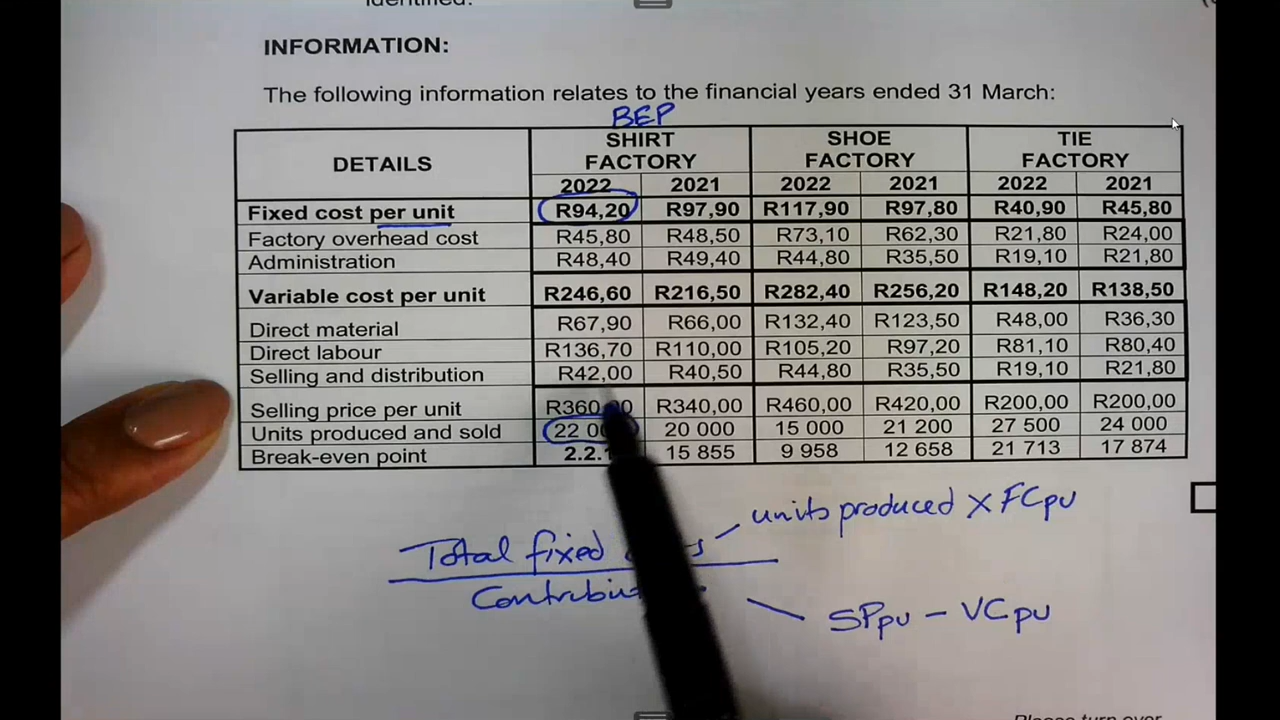 INFORMATION:
The following information relates to the financial years ended 31 March:
BEP
DETAILS SHIRT FACTORY SHOE FACTORY TIE FACTORY
2022 2021 2022 2021 2022 2021
Fixed cost per unit R94,20 R97,90 R117,90 R97,80 R40,90 R45,80
Factory overhead cost R45,80 R48,50 R73,10 R62,30 R21,80 R24,00
Administration R48,40 R49,40 R44,80 R35,50 R19,10 R21,80
Variable cost per unit R246,60 R216,50 R282,40 R256,20 R148,20 R138,50
Direct material R67,90 R66,00 R132,40 R123,50 R48,00 R36,30
Direct labour R136,70 R110,00 R105,20 R97,20 R81,10 R80,40
Selling and distribution R42,00 R40,50 R44,80 R35,50 R19,10 R21,80
Selling price per unit R340,00 R460,00 R420,00 R200,00 R200,00
Units produced and sold 20 000 15 000 21 200 27 500 24 000
Break-even point 15 855 9 958 12 658 21 713 17 874
units produced X FCpu
Total fixed
SPpu - VCpu